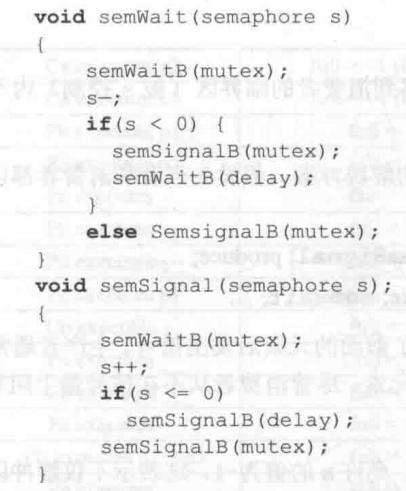 void semWait(semaphore s)
{
semWaitB(mutex);
s—;
if(s < 0) {
semSignalB(mutex);
semWaitB(delay);
}
else SemsignalB(mutex);
}
void semSignal(semaphore s);
{
semWaitB(mutex);
s++;
if(s <= 0)
semSignalB(delay);
semSignalB(mutex);
}